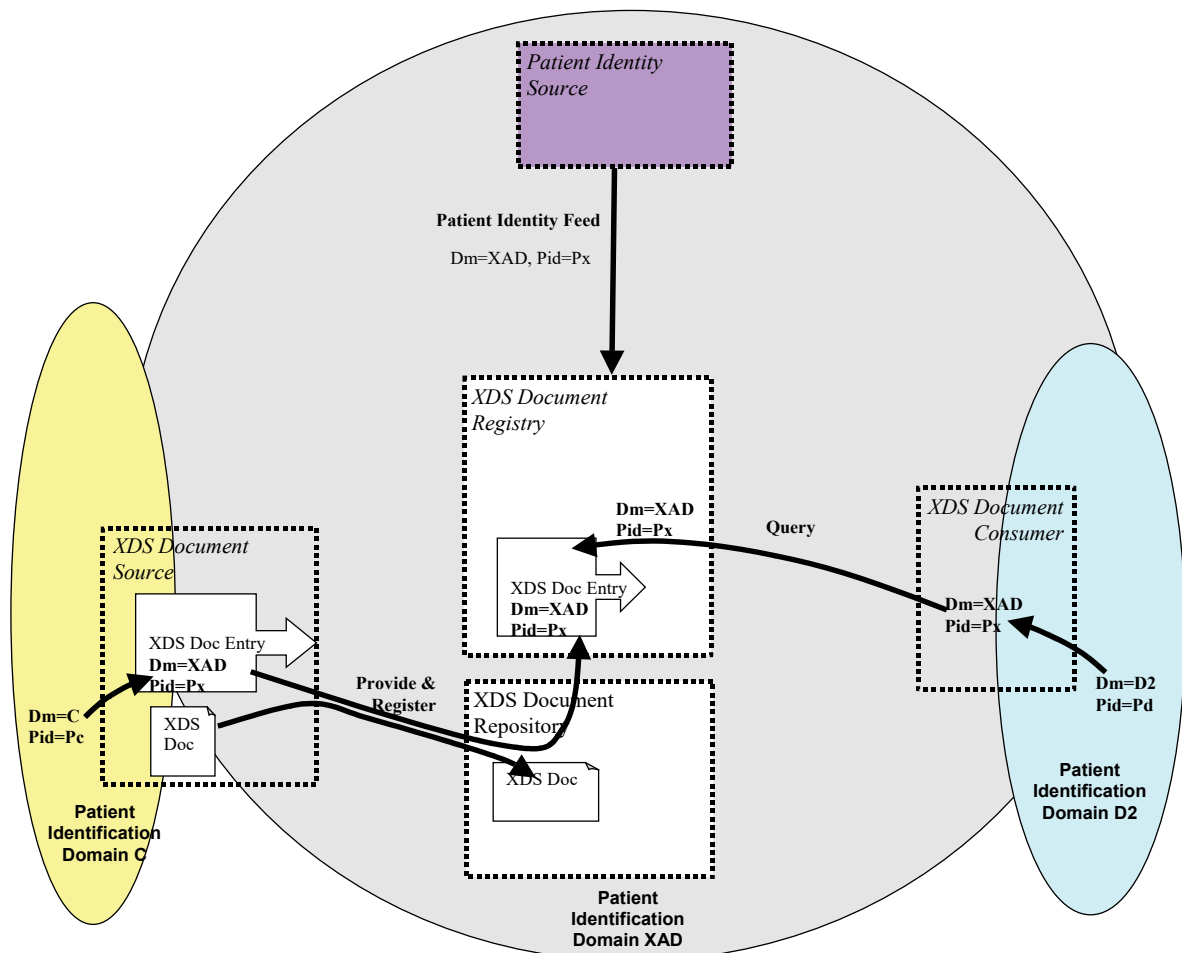 Patient Identity
Source
Patient Identity Feed
Dm=XAD, Pid=Px
XDS Document
Registry
Dm=XAD
Pid=Px
XDS Doc Entry
Dm=XAD
Pid=Px
Query
XDS Document
Consumer
Dm=XAD
Pid=Px
Dm=D2
Pid=Pd
Patient
Identification
Domain D2
XDS Document
Source
XDS Doc Entry
Dm=XAD
Pid=Px
Dm=C
Pid=Pc
XDS
Doc
Patient
Identification
Domain C
Provide &
Register
XDS Document
Repository
XDS Doc
Patient
Identification
Domain XAD